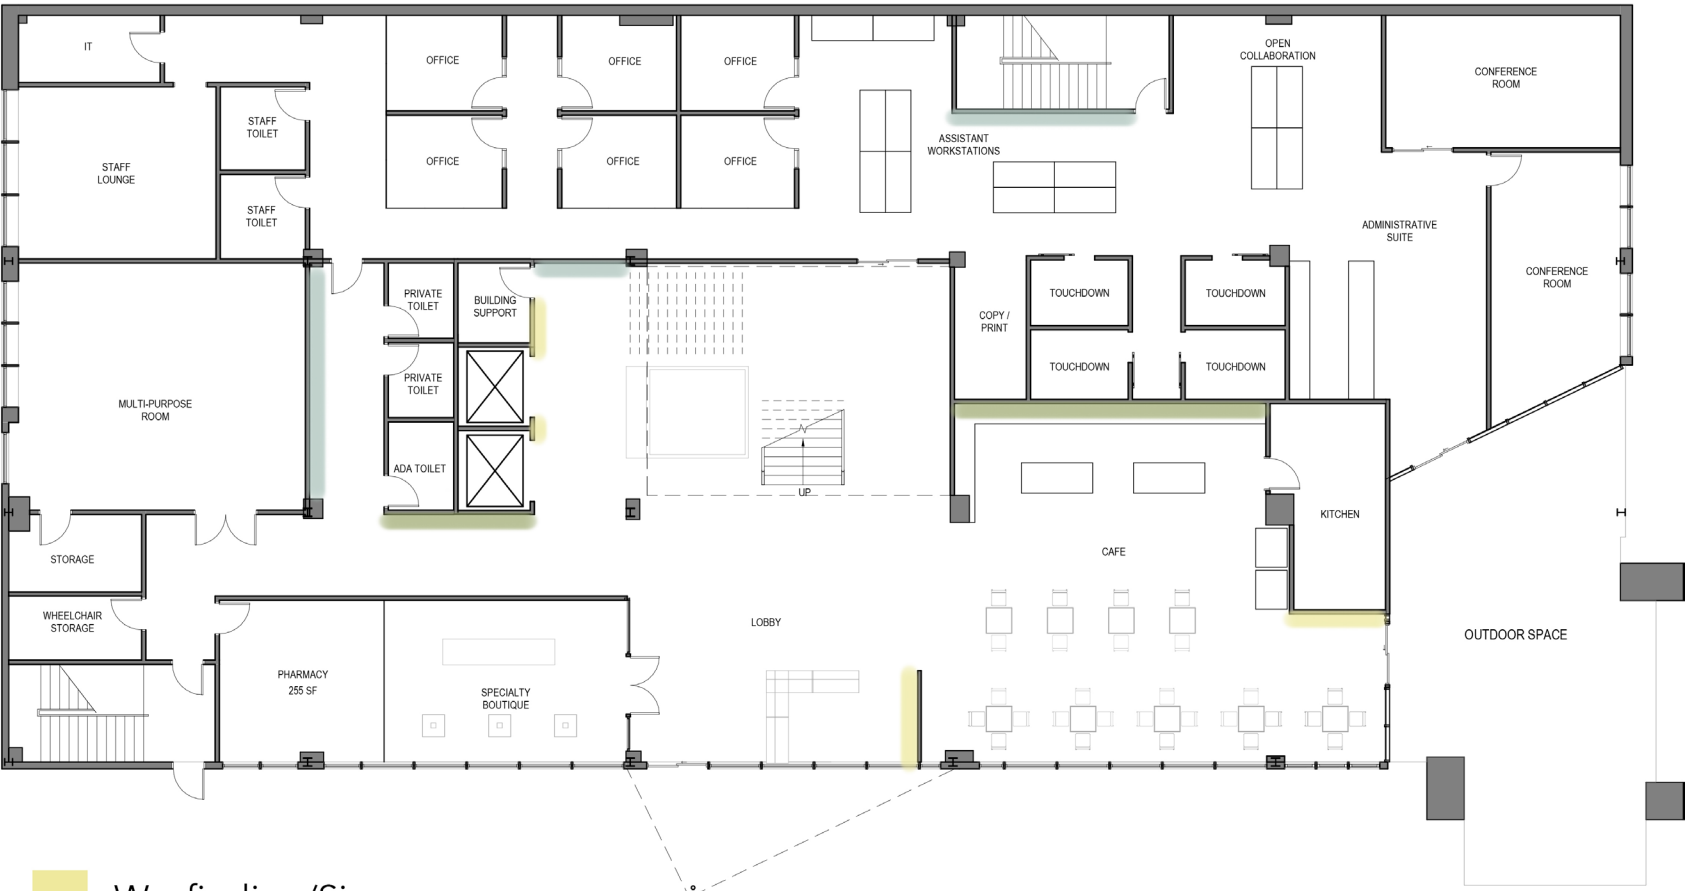 IT
OFFICE
OFFICE
OFFICE
OPEN
COLLABORATION
CONFERENCE
ROOM
STAFF
TOILET
STAFF
LOUNGE
OFFICE
OFFICE
OFFICE
ASSISTANT
WORKSTATIONS
STAFF
TOILET
ADMINISTRATIVE
SUITE
PRIVATE
TOILET
BUILDING
SUPPORT
COPY /
PRINT
TOUCHDOWN
TOUCHDOWN
CONFERENCE
ROOM
MULTI-PURPOSE
ROOM
PRIVATE
TOILET
TOUCHDOWN
TOUCHDOWN
ADA TOILET
UP
KITCHEN
STORAGE
CAFE
WHEELCHAIR
STORAGE
LOBBY
OUTDOOR SPACE
PHARMACY
255 SF
SPECIALTY
BOUTIQUE